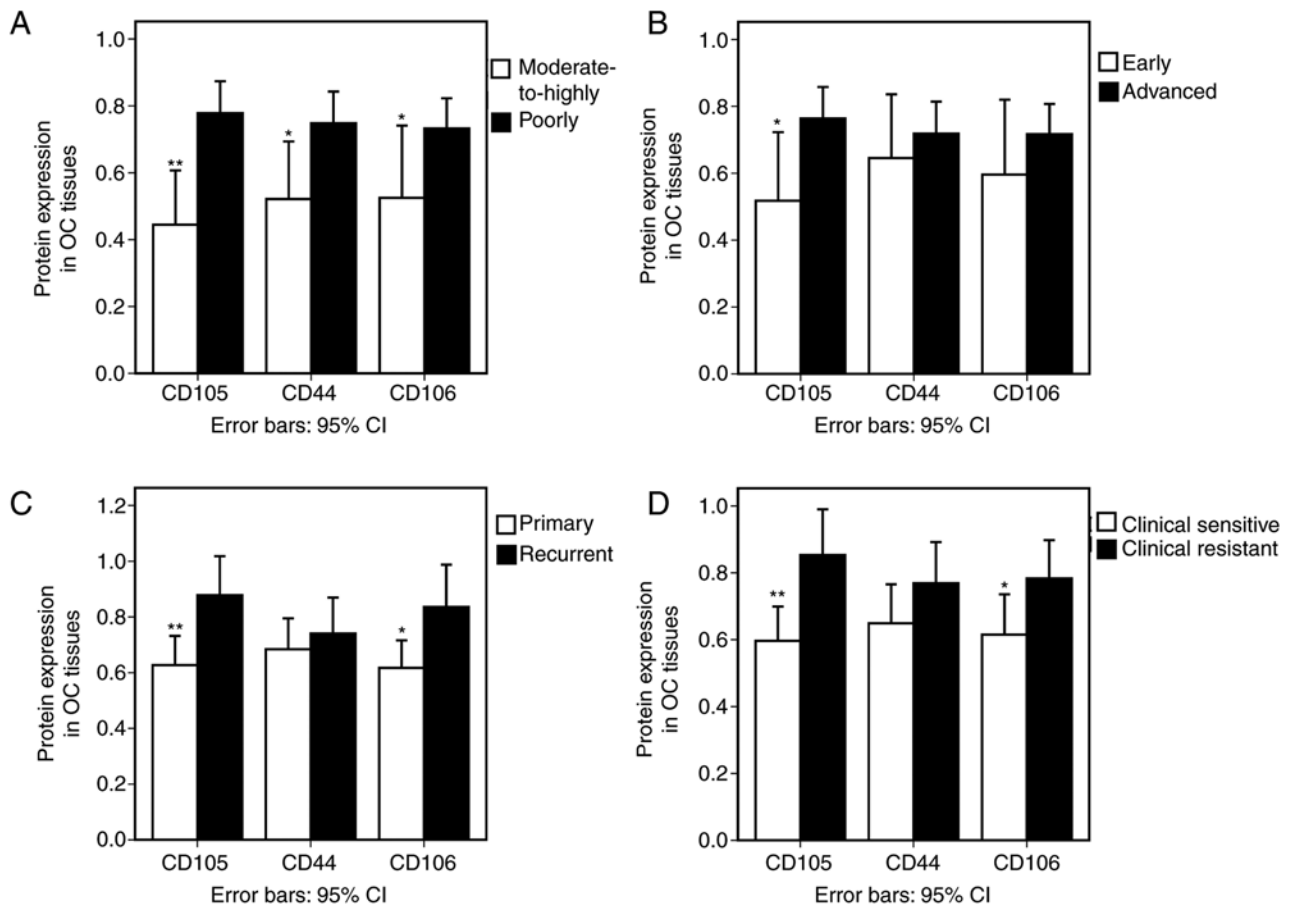 A
1.0
0.8
0.6
0.4
0.2
0.0
Protein expression
in OC tissues
**
*
*
CD105 CD44 CD106
Error bars: 95% CI
Moderate-
to-highly
Poorly
B
1.0
0.8
0.6
0.4
0.2
0.0
Protein expression
in OC tissues
*
CD105 CD44 CD106
Error bars: 95% CI
Early
Advanced
C
1.2
1.0
0.8
0.6
0.4
0.2
0.0
Protein expression
in OC tissues
**
*
CD105 CD44 CD106
Error bars: 95% CI
Primary
Recurrent
D
1.0
0.8
0.6
0.4
0.2
0.0
Protein expression
in OC tissues
**
*
CD105 CD44 CD106
Error bars: 95% CI
Clinical sensitive
Clinical resistant